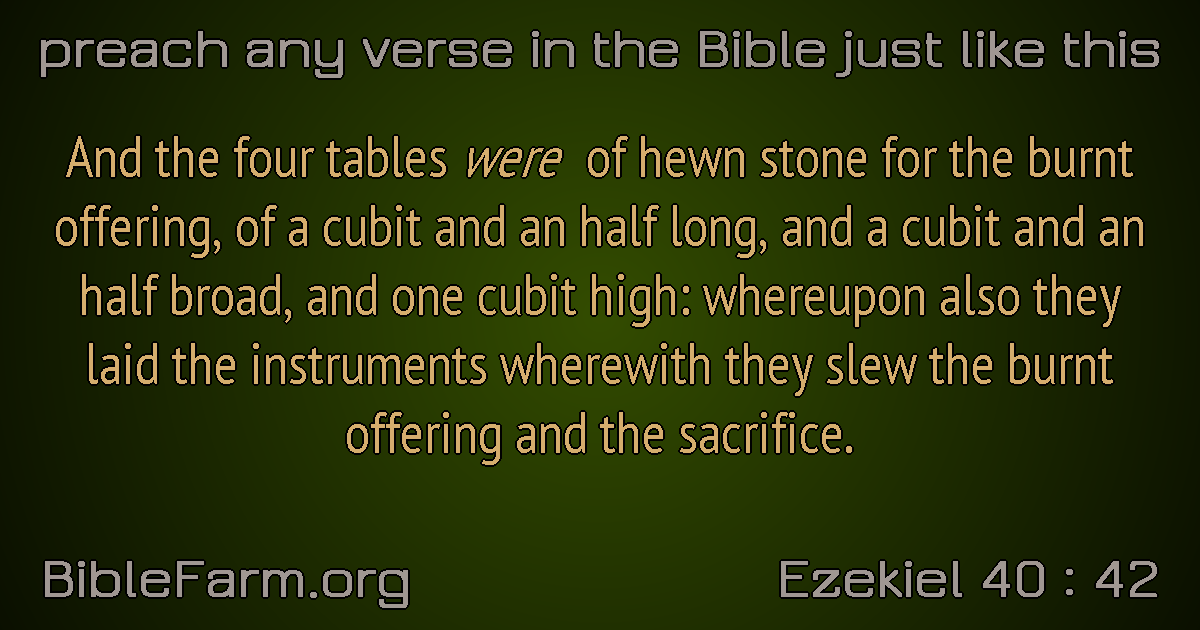 preach any verse in the Bible just like this
And the four tables were of hewn stone for the burnt
offering, of a cubit and an half long, and a cubit and an
half broad, and one cubit high: whereupon also they
laid the instruments wherewith they slew the burnt
offering and the sacrifice.
BibleFarm.org
Ezekiel 40 : 42